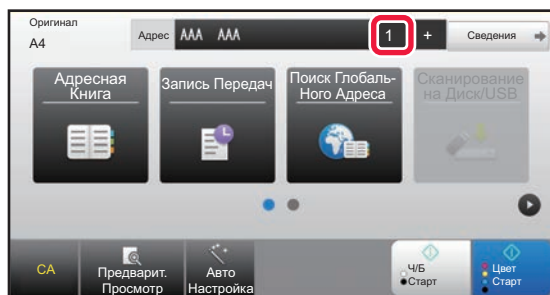 Оригинал
A4
Адрес
AAA AAA
1
+
Сведения
Адресная
Книга
Запись Передач
Поиск Глобаль-
Ного Адреса
Сканирование
на Диск/USB
CA
Предварит.
Просмотр
Авто
Настройка
Ч/Б
Старт
Цвет
Старт